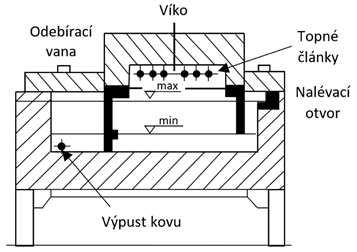 Víko
Odebírací
vana
Topné
články
max
Nalévací
otvor
min
Výpust kovu